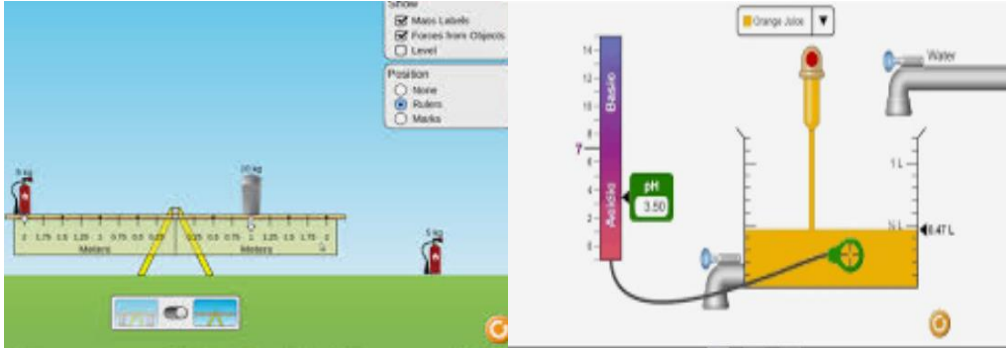 Show
Mass Labels
Forces from Objects
Level
Position
None
Rulers
Marks
5 kg
10 kg
2 1.75 1.5 1.25 1 0.75 0.5 0.25 0.25 0.5 0.75 1 1.25 1.5 1.75 2
Meters Meters
5 kg
Orange Juice
Water
14
12
10
8
7
6
4
2
0
Basic
Acidic
pH
3.50
1 L
½ L
0.47 L